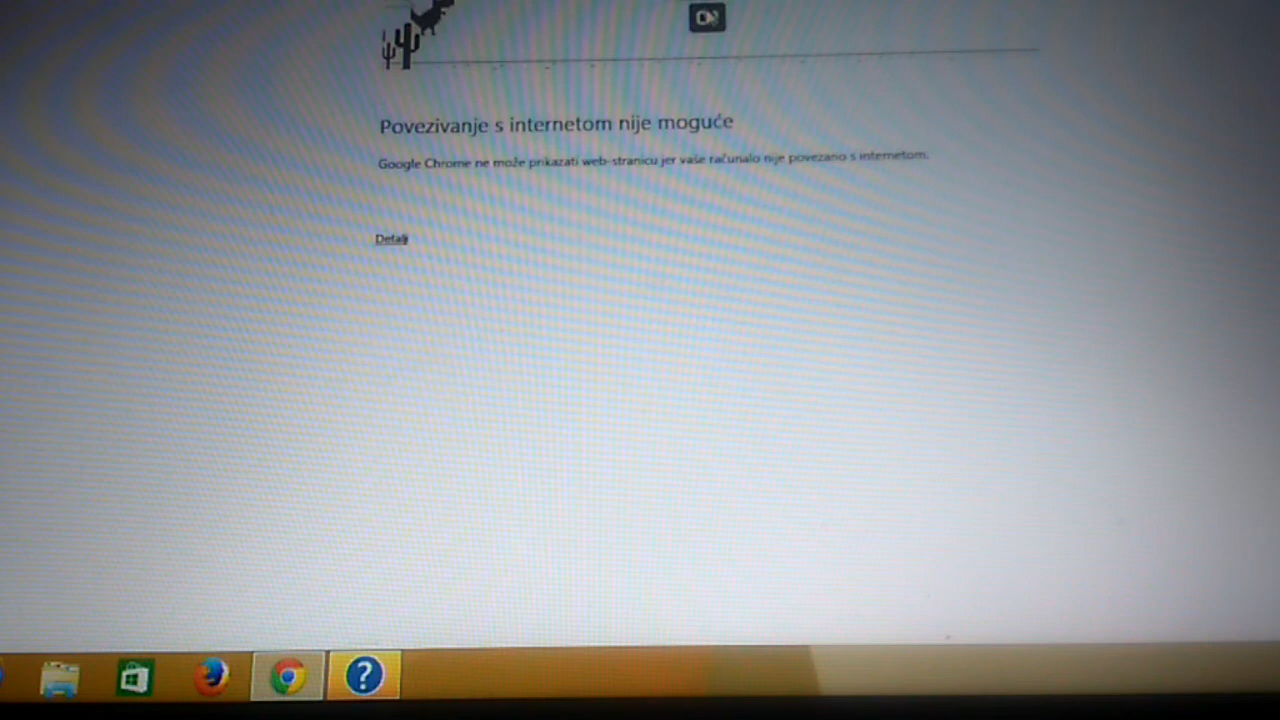 Povezivanje s internetom nije moguće
Google Chrome ne može prikazati web-stranicu jer vaše računalo nije povezano s internetom.
Detalji
?